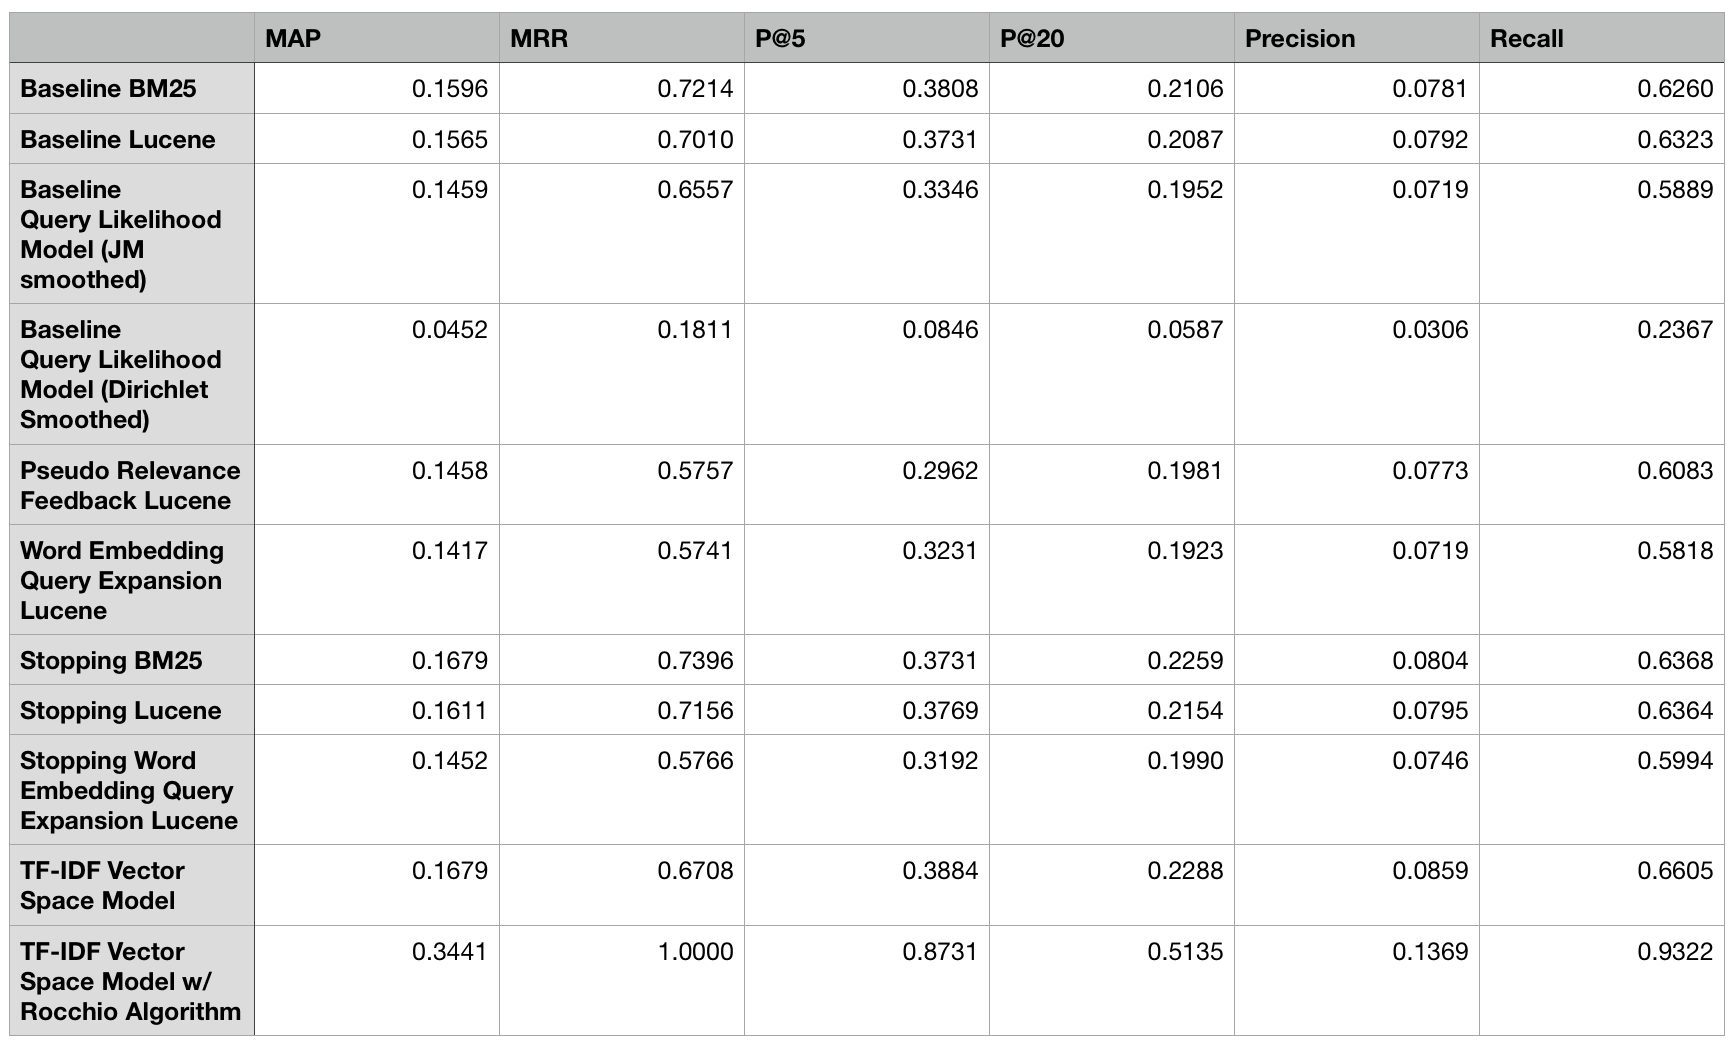 MAP MRR P@5 P@20 Precision Recall
Baseline BM25 0.1596 0.7214 0.3808 0.2106 0.0781 0.6260
Baseline Lucene 0.1565 0.7010 0.3731 0.2087 0.0792 0.6323
Baseline 0.1459 0.6557 0.3346 0.1952 0.0719 0.5889
Query Likelihood
Model (JM
smoothed)
Baseline 0.0452 0.1811 0.0846 0.0587 0.0306 0.2367
Query Likelihood
Model (Dirichlet
Smoothed)
Pseudo Relevance 0.1458 0.5757 0.2962 0.1981 0.0773 0.6083
Feedback Lucene
Word Embedding 0.1417 0.5741 0.3231 0.1923 0.0719 0.5818
Query Expansion
Lucene
Stopping BM25 0.1679 0.7396 0.3731 0.2259 0.0804 0.6368
Stopping Lucene 0.1611 0.7156 0.3769 0.2154 0.0795 0.6364
Stopping Word 0.1452 0.5766 0.3192 0.1990 0.0746 0.5994
Embedding Query
Expansion Lucene
TF-IDF Vector 0.1679 0.6708 0.3884 0.2288 0.0859 0.6605
Space Model
TF-IDF Vector 0.3441 1.0000 0.8731 0.5135 0.1369 0.9322
Space Model w/
Rocchio Algorithm